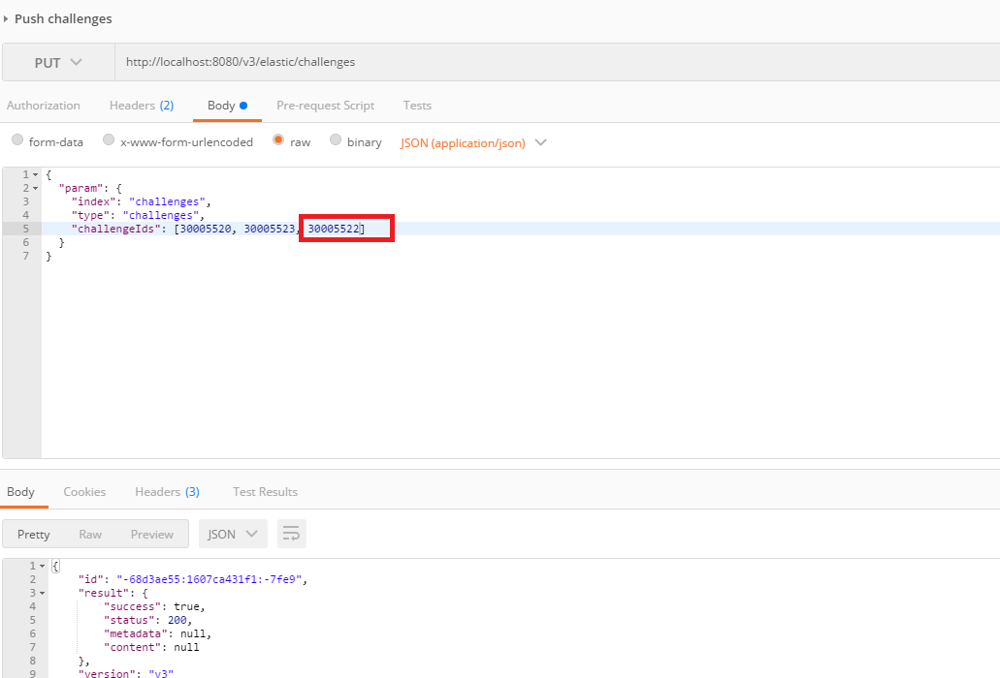 Push challenges
PUT http://localhost:8080/v3/elastic/challenges
Authorization Headers (2) Body Pre-request Script Tests
form-data x-www-form-urlencoded raw binary JSON (application/json)
1 {
2 "param": {
3 "index": "challenges",
4 "type": "challenges",
5 "challengeIds": [30005520, 30005523, 30005522]
6 }
7 }
Body Cookies Headers (3) Test Results
Pretty Raw Preview JSON
1 {
2 "id": "-68d3ae55:1607ca431f1:-7fe9",
3 "result": {
4 "success": true,
5 "status": 200,
6 "metadata": null,
7 "content": null
8 },
9 "version": "v3"